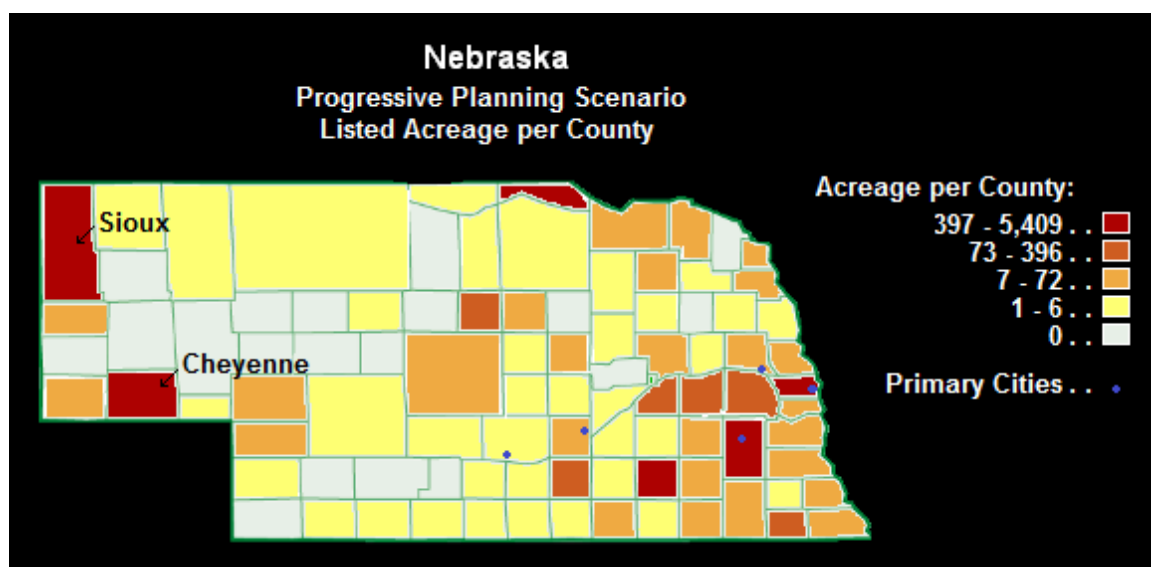 Nebraska
Progressive Planning Scenario
Listed Acreage per County
Acreage per County:
397 - 5,409 . .
73 - 396 . .
7 - 72 . .
1 - 6 . .
0 . .
Primary Cities . .
Sioux
Cheyenne